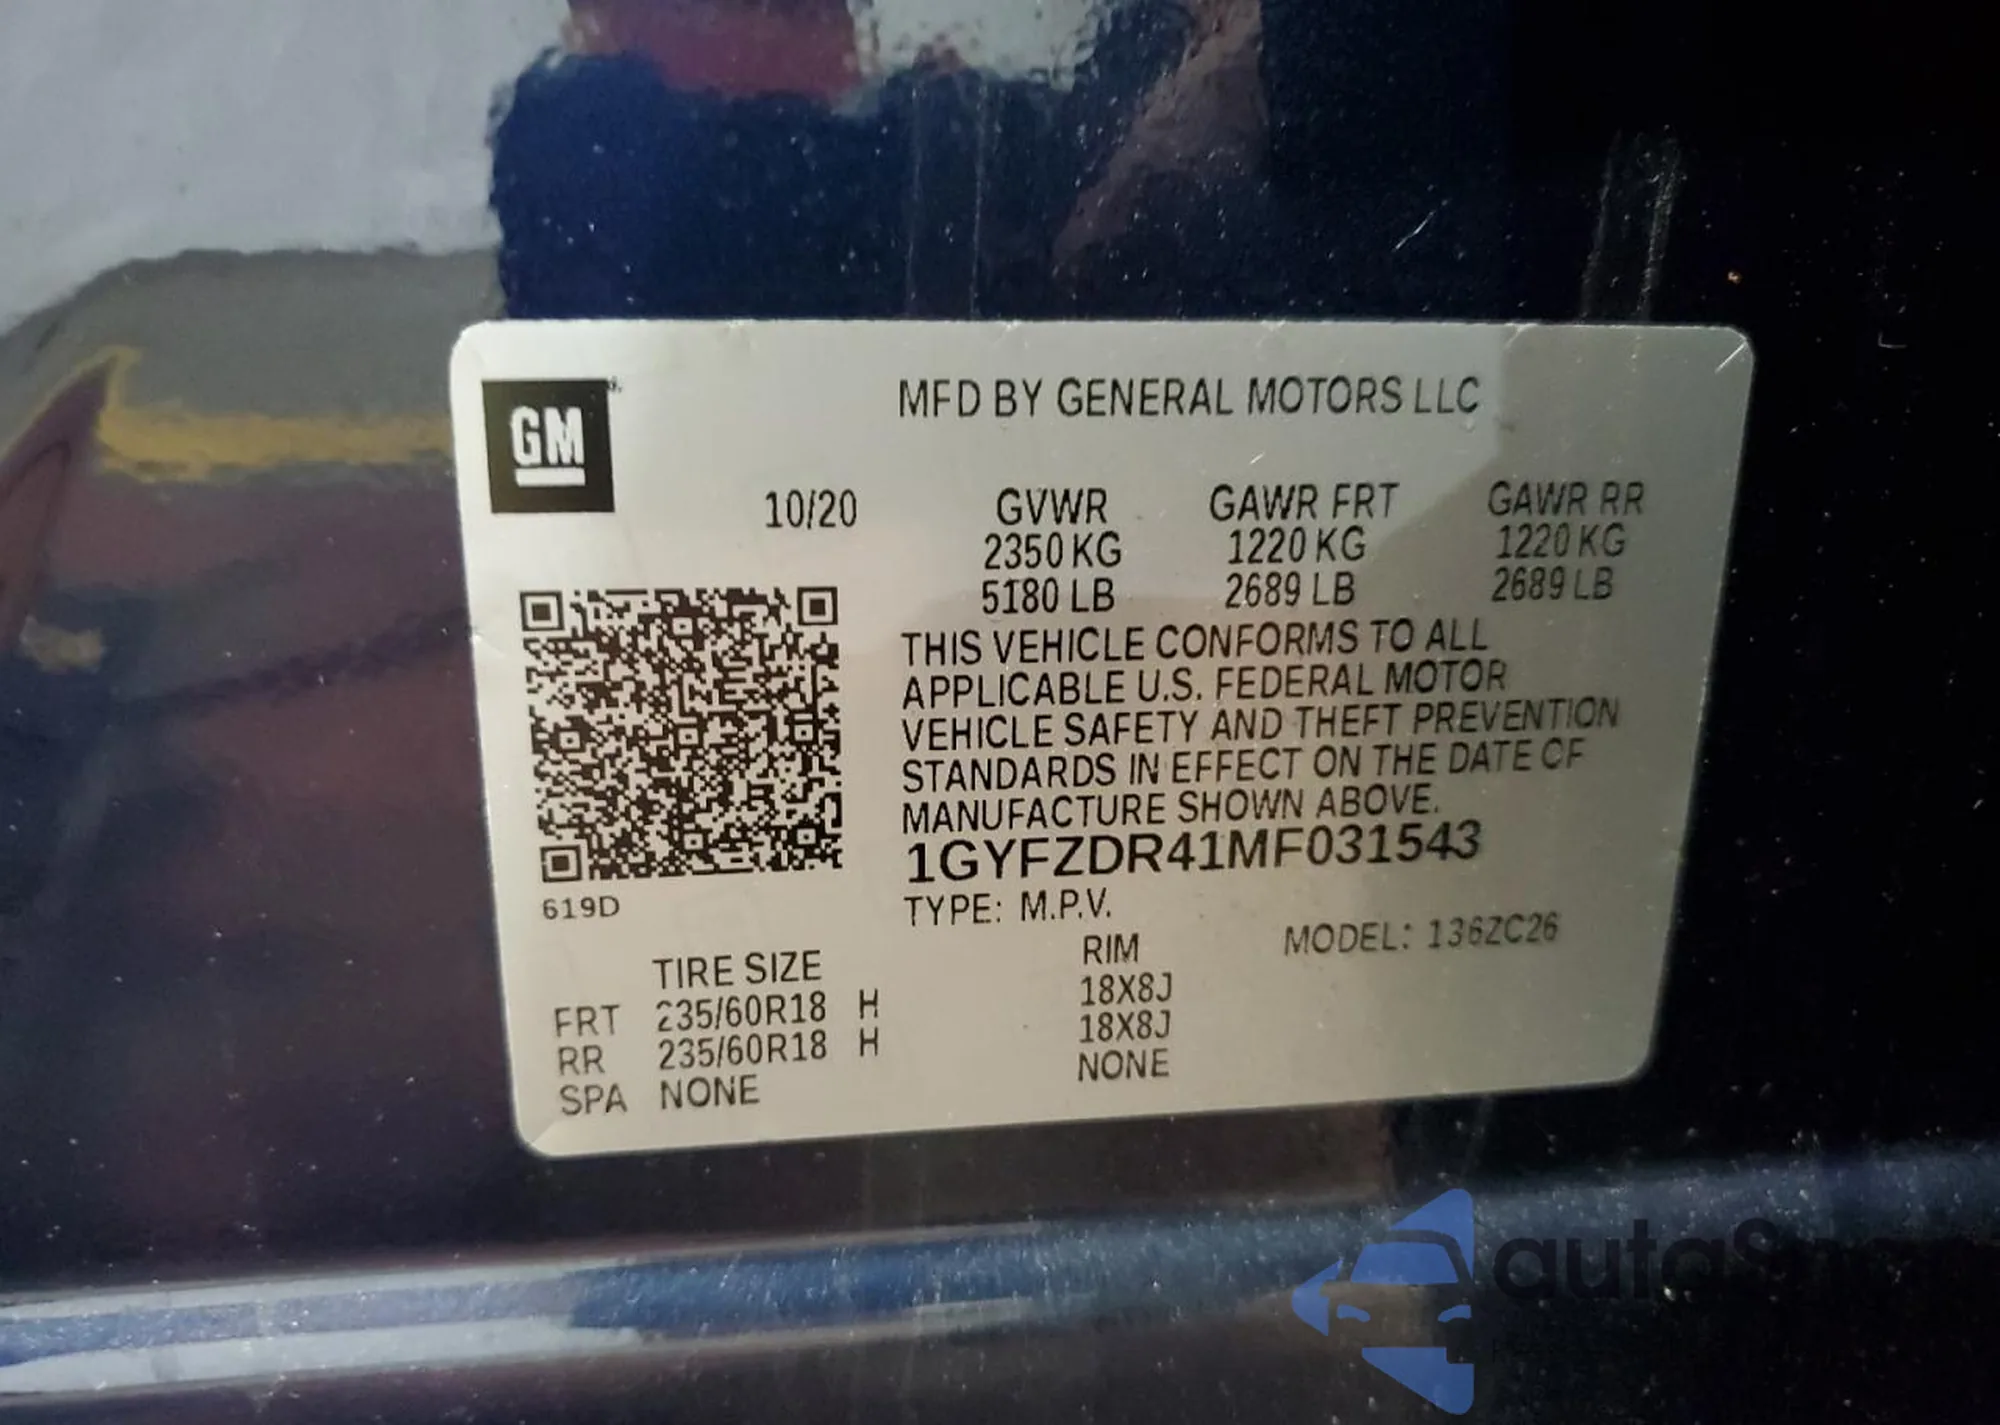 GM
MFD BY GENERAL MOTORS LLC
10/20 GVWR GAWR FRT GAWR RR
2350 KG 1220 KG 1220 KG
5180 LB 2689 LB 2689 LB
THIS VEHICLE CONFORMS TO ALL
APPLICABLE U.S. FEDERAL MOTOR
VEHICLE SAFETY AND THEFT PREVENTION
STANDARDS IN EFFECT ON THE DATE OF
MANUFACTURE SHOWN ABOVE.
1GYFZDR41MF031543
619D
TYPE: M.P.V.
MODEL: 136ZC26
TIRE SIZE RIM
FRT 235/60R18 H 18X8J
RR 235/60R18 H 18X8J
SPA NONE NONE